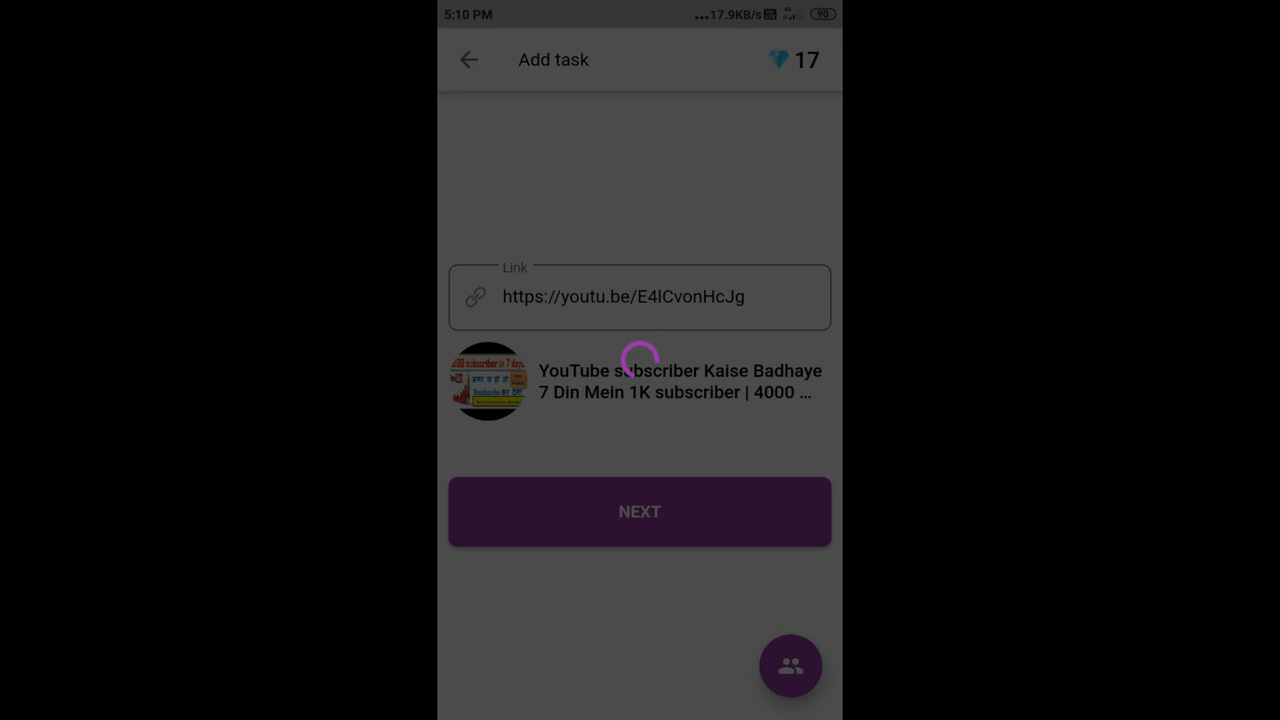 5:10 PM
...17.9KB/s
4G
90
Add task
17
Link
https://youtu.be/E4lCvonHcJg
YouTube subscriber Kaise Badhaye
7 Din Mein 1K subscriber | 4000 ...
NEXT